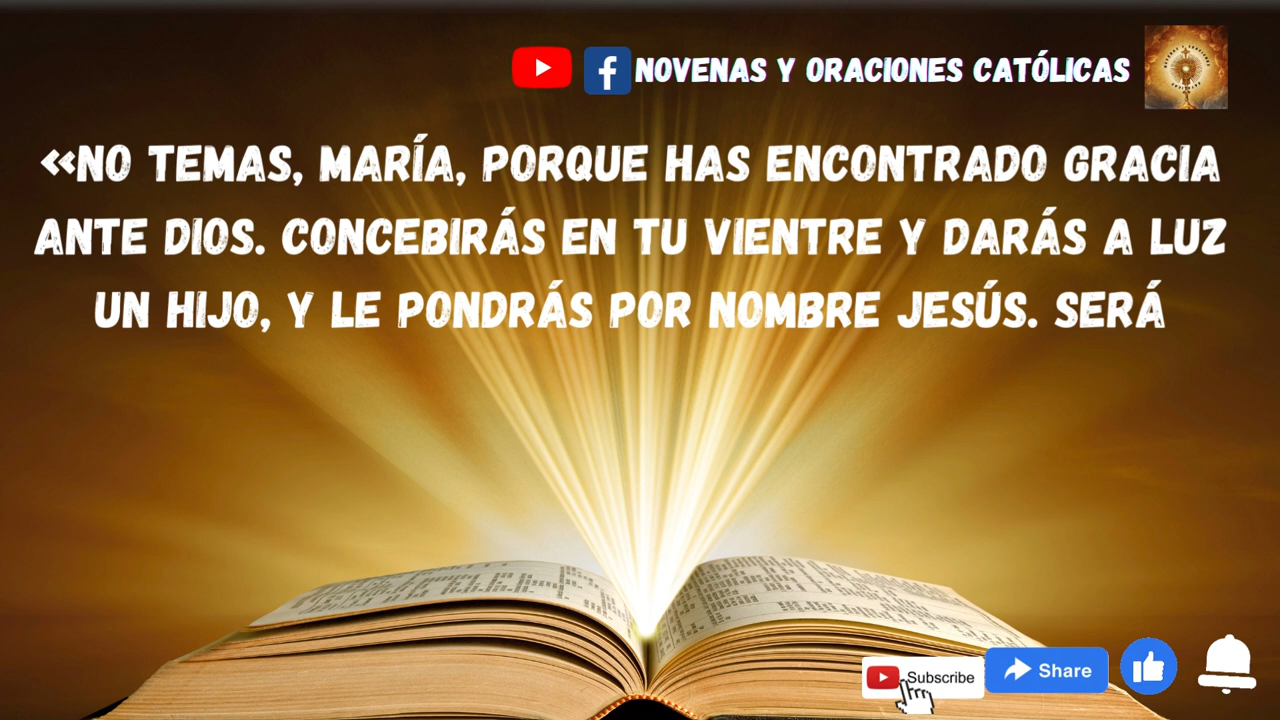 NOVENAS Y ORACIONES CATÓLICAS
«NO TEMAS, MARÍA, PORQUE HAS ENCONTRADO GRACIA
ANTE DIOS. CONCEBIRÁS EN TU VIENTRE Y DARÁS A LUZ
UN HIJO, Y LE PONDRÁS POR NOMBRE JESÚS. SERÁ
Subscribe
Share